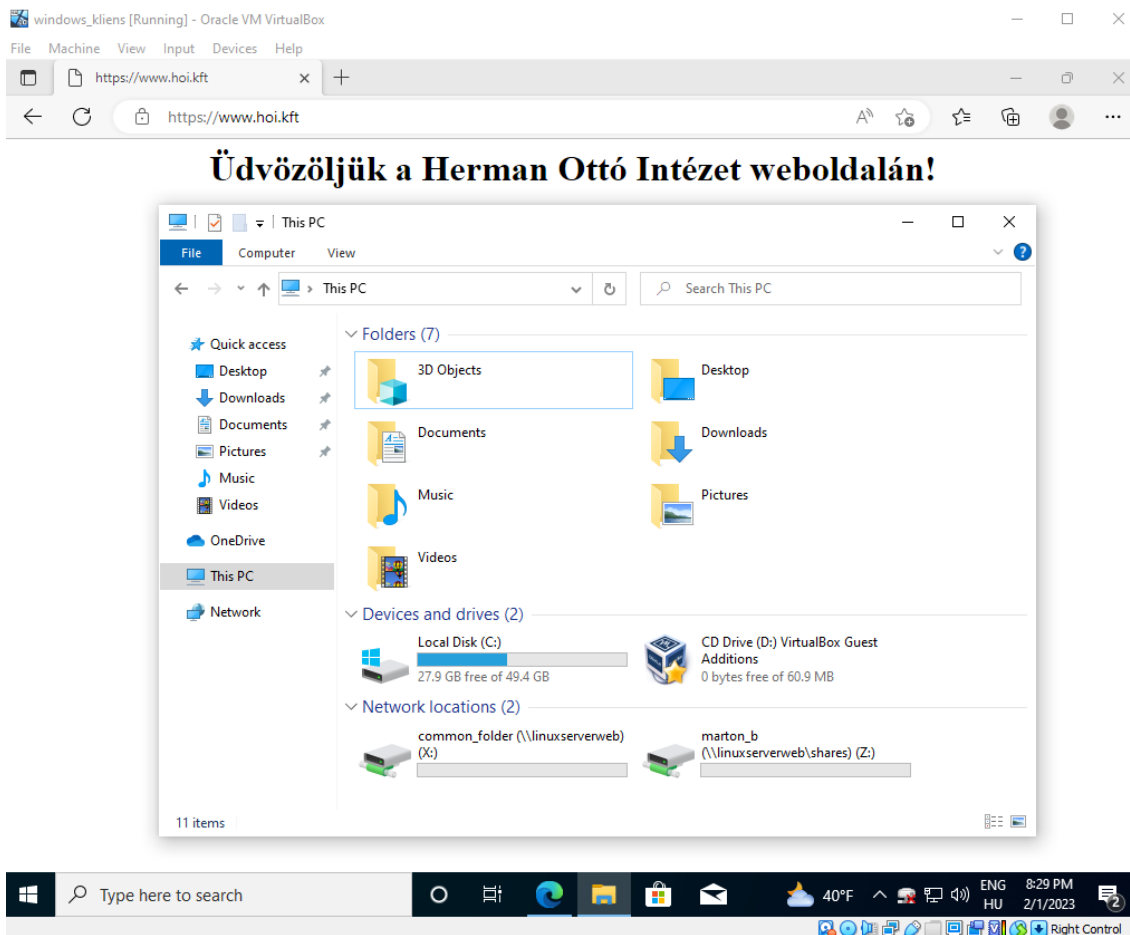 windows_kliens [Running] - Oracle VM VirtualBox
File Machine View Input Devices Help
https://www.hoi.kft
https://www.hoi.kft
Üdvözöljük a Herman Ottó Intézet weboldalán!
This PC
File Computer View
This PC
Search This PC
Quick access
Desktop
Downloads
Documents
Pictures
Music
Videos
OneDrive
This PC
Network
Folders (7)
3D Objects
Desktop
Documents
Downloads
Music
Pictures
Videos
Devices and drives (2)
Local Disk (C:)
27.9 GB free of 49.4 GB
CD Drive (D:) VirtualBox Guest
Additions
0 bytes free of 60.9 MB
Network locations (2)
common_folder (\\linuxserverweb)
(X:)
marton_b
(\\linuxserverweb\shares) (Z:)
11 items
Type here to search
40°F
ENG
HU
8:29 PM
2/1/2023
2
Right Control